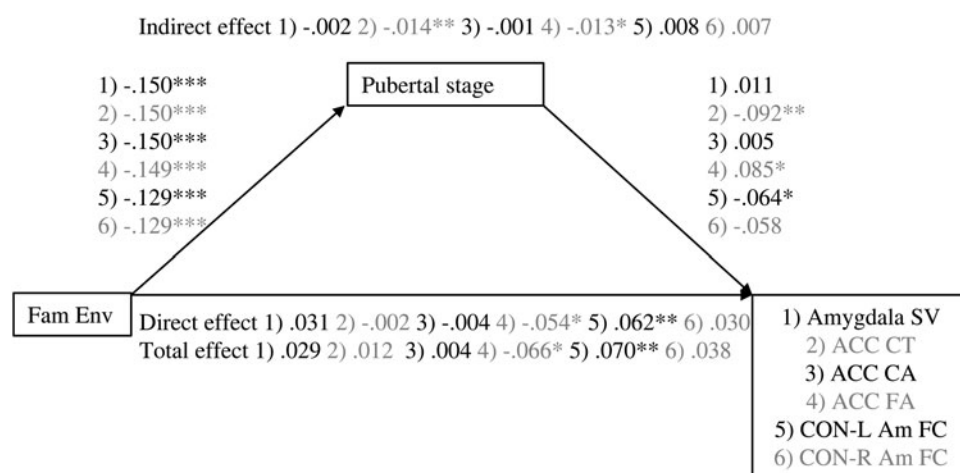 Indirect effect 1) -.002 2) -.014** 3) -.001 4) -.013* 5) .008 6) .007
1) -.150***
2) -.150***
3) -.150***
4) -.149***
5) -.129***
6) -.129***
Pubertal stage
1) .011
2) -.092**
3) .005
4) .085*
5) -.064*
6) -.058
Fam Env
Direct effect 1) .031 2) -.002 3) -.004 4) -.054* 5) .062** 6) .030
Total effect 1) .029 2) .012 3) .004 4) -.066* 5) .070** 6) .038
1) Amygdala SV
2) ACC CT
3) ACC CA
4) ACC FA
5) CON-L Am FC
6) CON-R Am FC